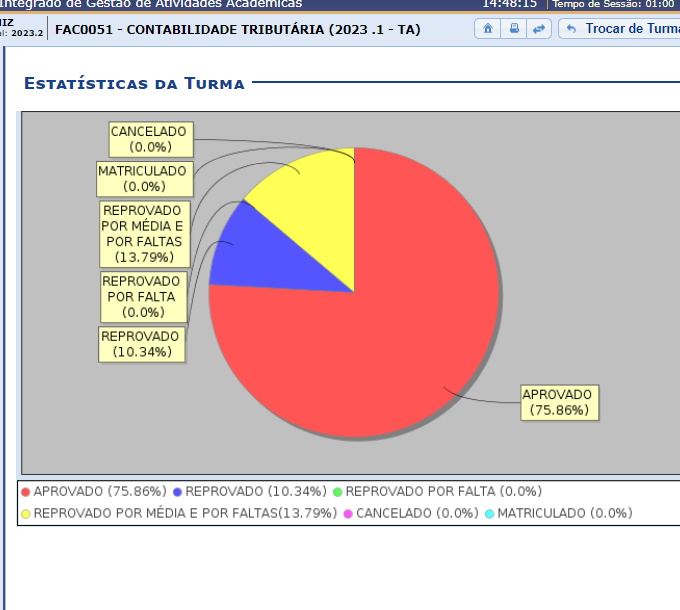 Integrado de Gestão de Atividades Acadêmicas 14:48:15 Tempo de Sessão: 01:00
NIZ
al: 2023.2 FAC0051 - CONTABILIDADE TRIBUTÁRIA (2023 .1 - TA) Trocar de Turma
ESTATÍSTICAS DA TURMA
CANCELADO
(0.0%)
MATRICULADO
(0.0%)
REPROVADO
POR MÉDIA E
POR FALTAS
(13.79%)
REPROVADO
POR FALTA
(0.0%)
REPROVADO
(10.34%)
APROVADO
(75.86%)
APROVADO (75.86%) REPROVADO (10.34%) REPROVADO POR FALTA (0.0%)
REPROVADO POR MÉDIA E POR FALTAS(13.79%) CANCELADO (0.0%) MATRICULADO (0.0%)